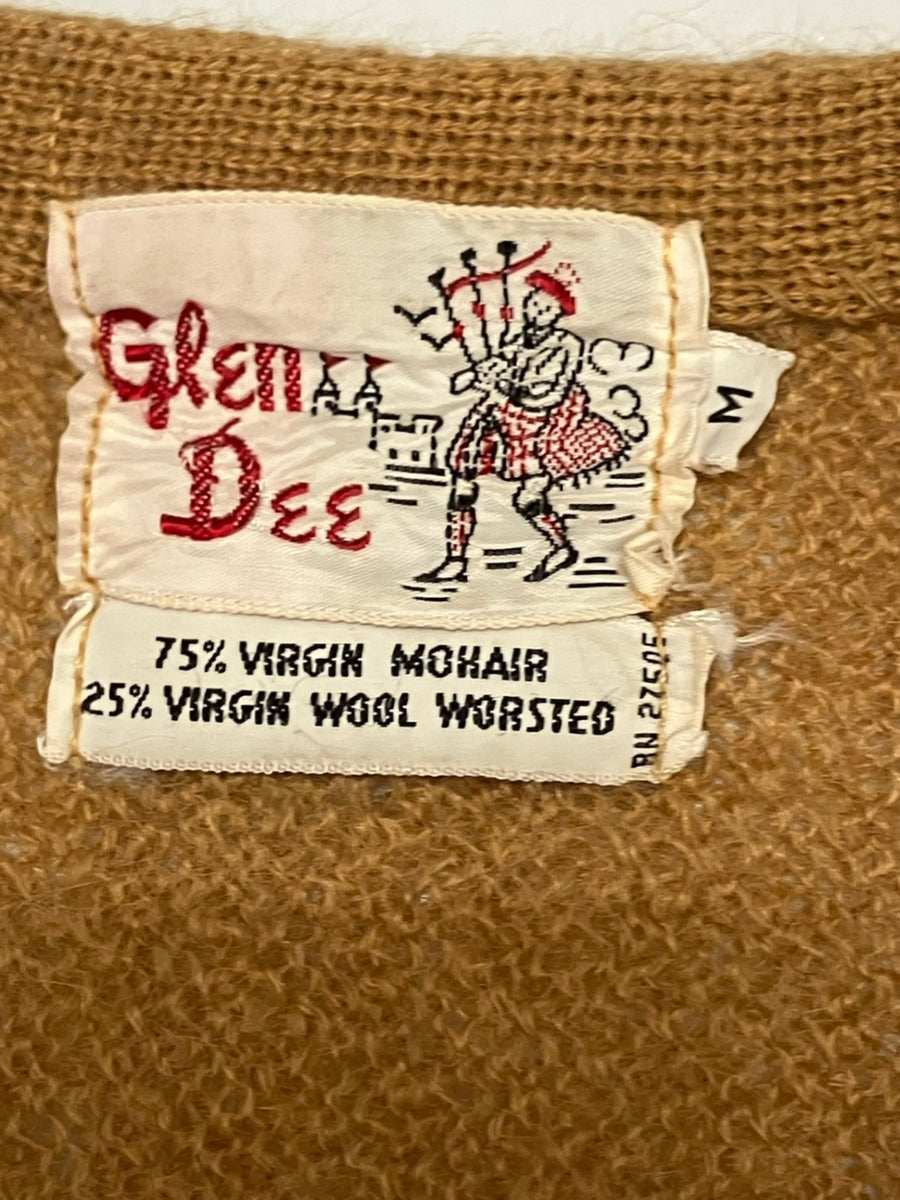 Glen
Dee
M
75% VIRGIN MOHAIR
25% VIRGIN WOOL WORSTED
RN 27505